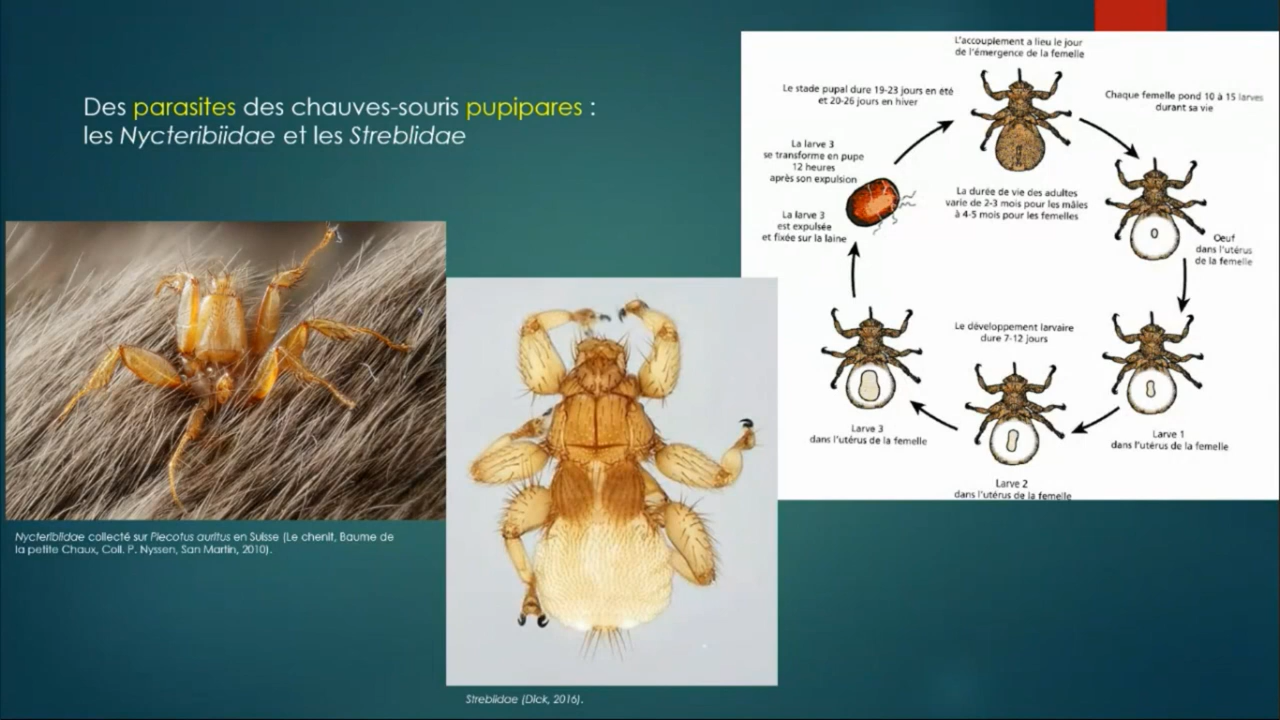 Des parasites des chauves-souris pupipares :
les Nycteribiidae et les Streblidae
L'accouplement a lieu le jour
de l'émergence de la femelle
Chaque femelle pond 10 à 15 larves
durant sa vie
Oeuf
dans l'utérus
de la femelle
Larve 1
dans l'utérus de la femelle
Larve 2
dans l'utérus de la femelle
Larve 3
dans l'utérus de la femelle
La larve 3
est expulsée
et fixée sur la laine
La larve 3
se transforme en pupe
12 heures
après son expulsion
Le stade pupal dure 19-23 jours en été
et 20-26 jours en hiver
La durée de vie des adultes
varie de 2-3 mois pour les mâles
à 4-5 mois pour les femelles
Le développement larvaire
dure 7-12 jours
Nycteribiidae collecté sur Plecotus auritus en Suisse (Le chenit, Baume de
la petite Chaux, Coll. P. Nyssen, San Martin, 2010).
Streblidae (Dick, 2016).